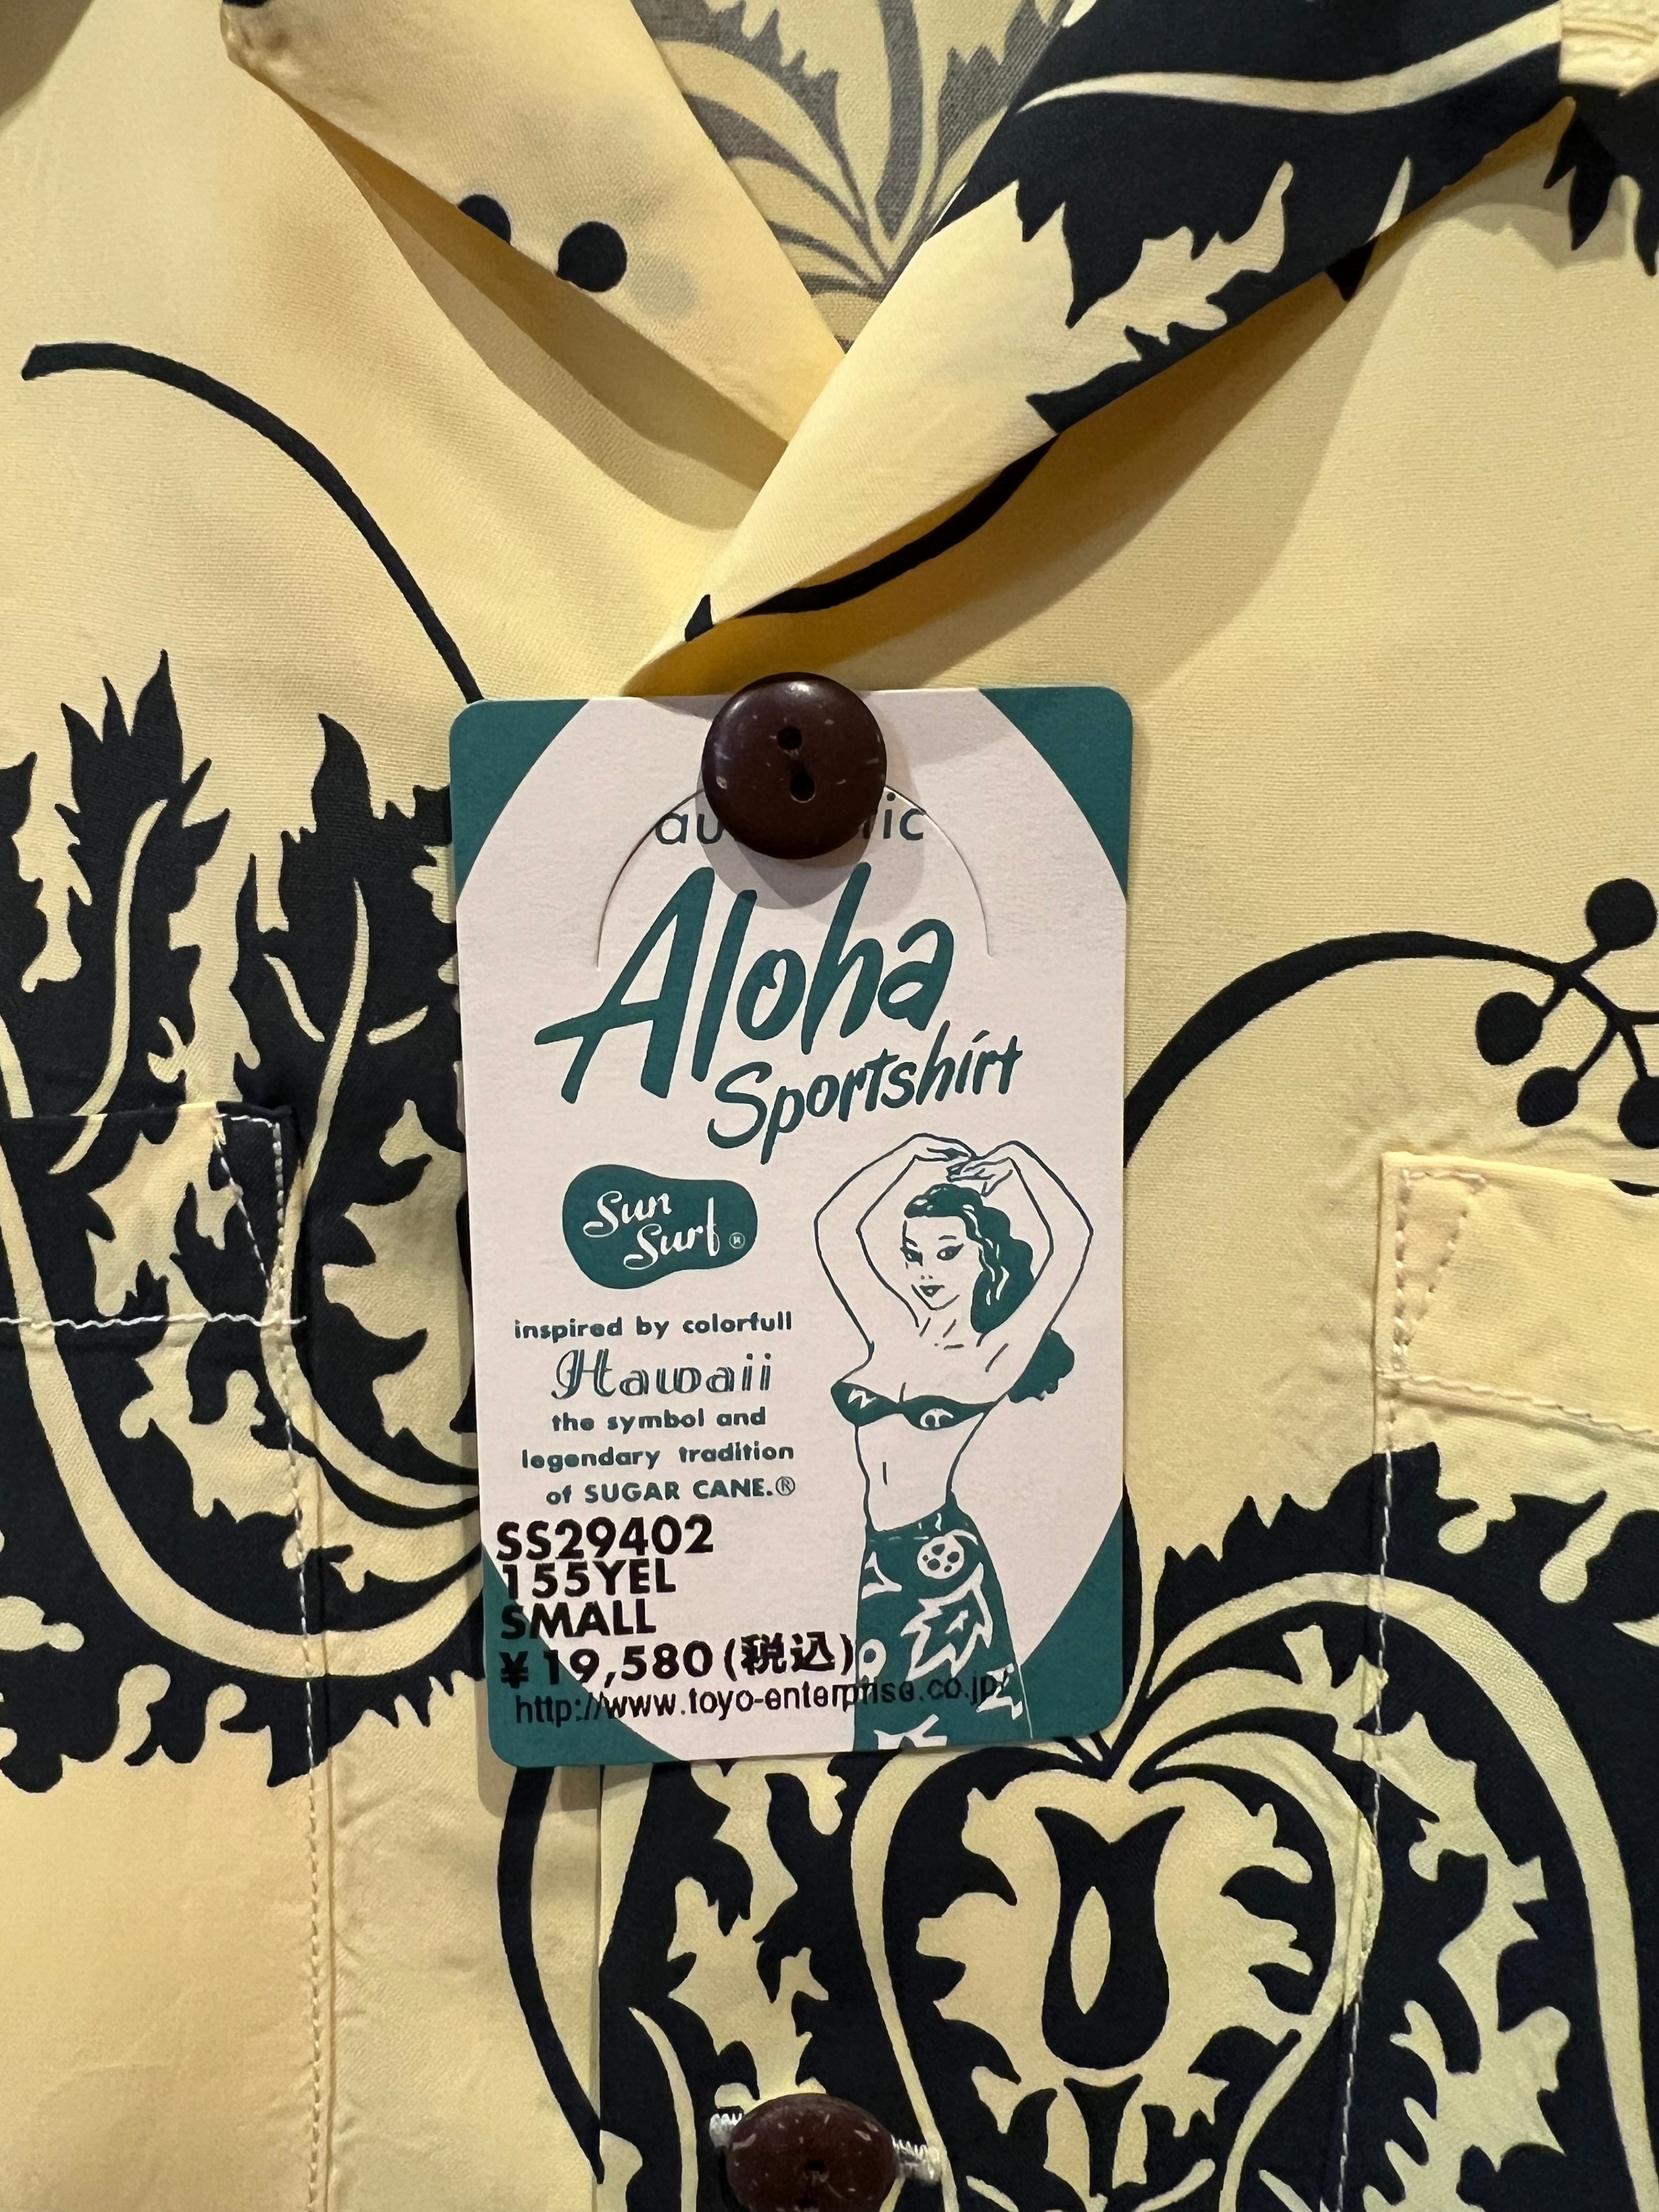 Aloha
Sportshirt
Sun
Surf ®
inspired by colorfull
Hawaii
the symbol and
legendary tradition
of SUGAR CANE.®
SS29402
155YEL
SMALL
¥19,580(税込)
http://www.toyo-enterprise.co.jp/